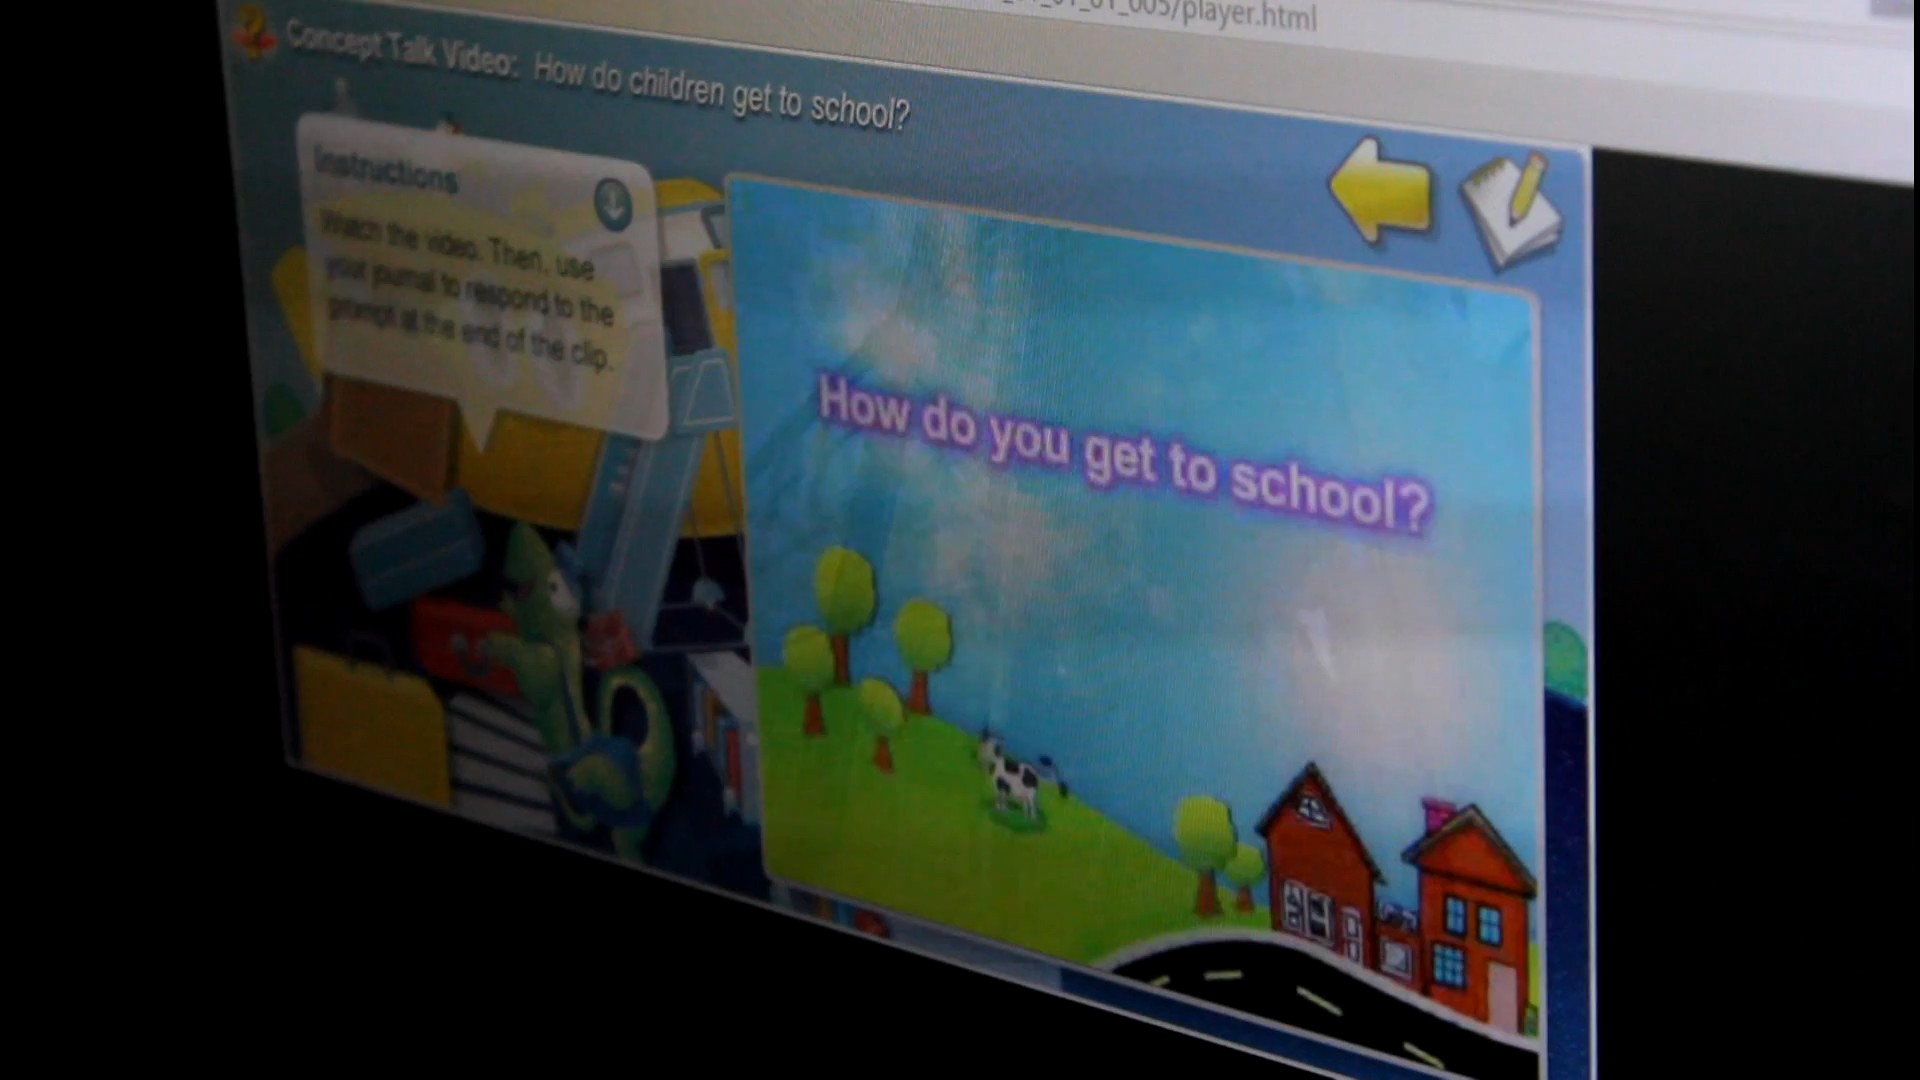 005/player.html
Concept Talk Video: How do children get to school?
Instructions
Watch the video. Then, use
your journal to respond to the
prompt at the end of the clip.
How do you get to school?